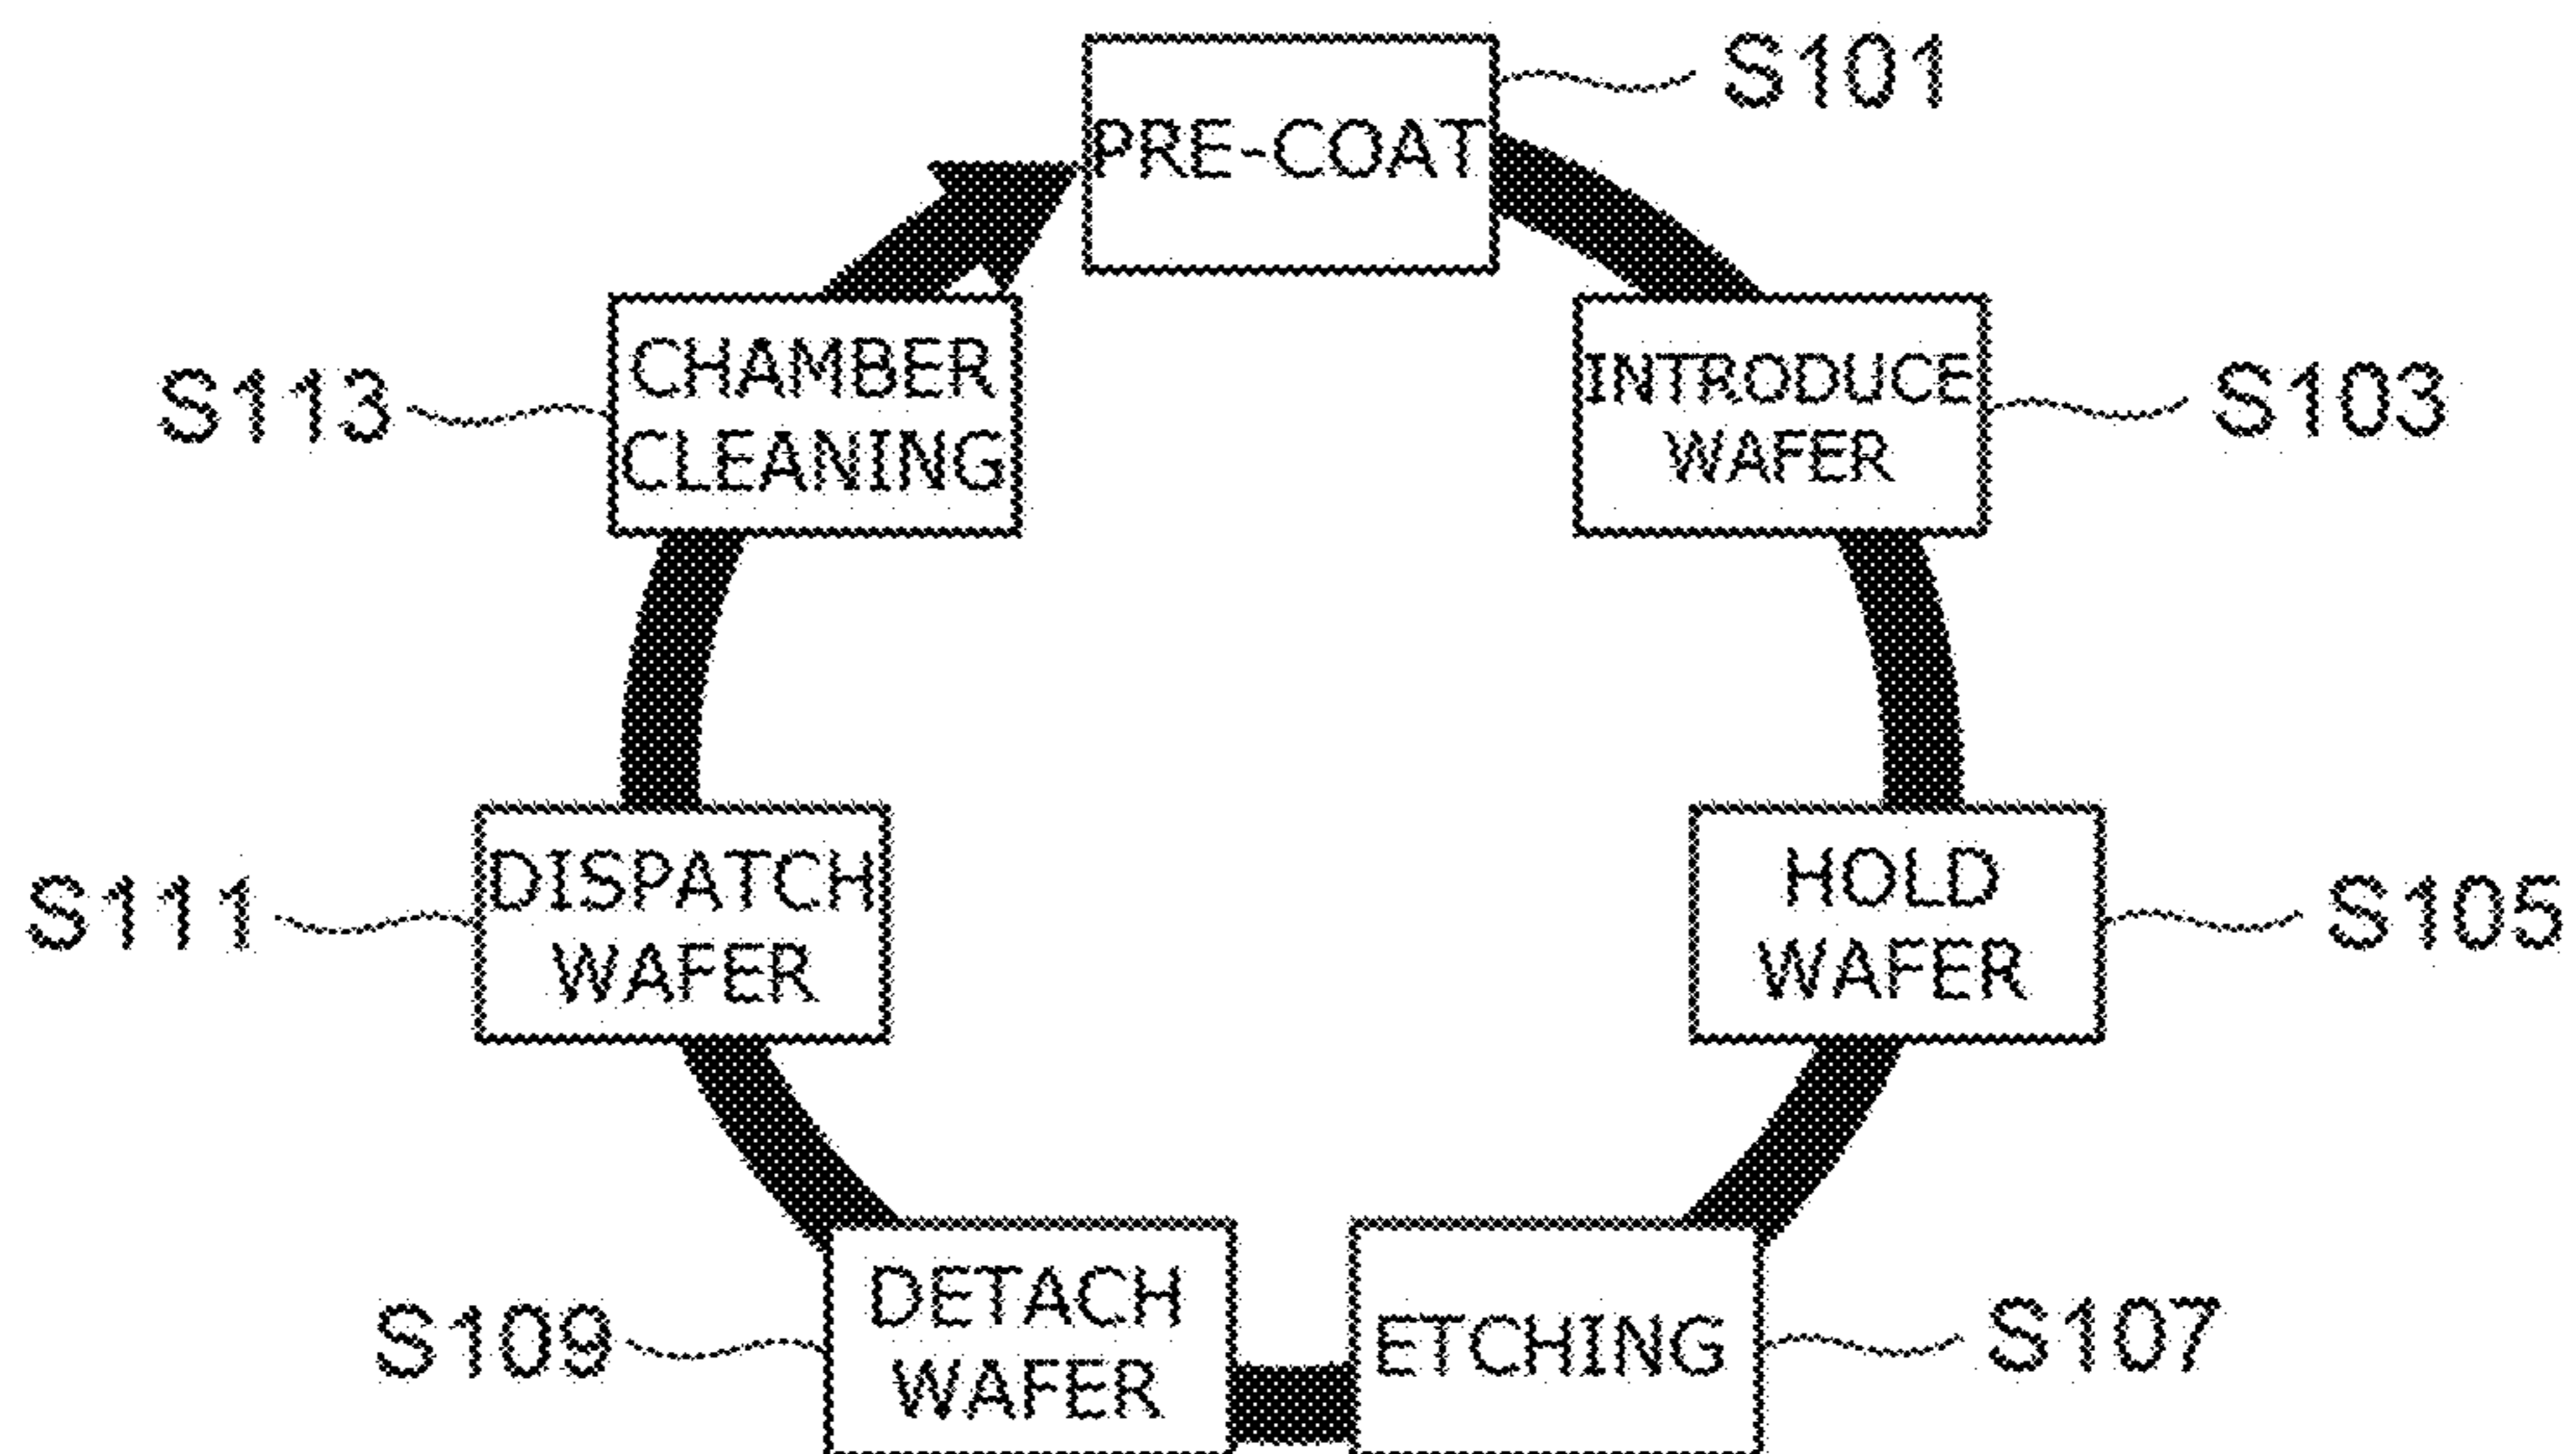 PRE-COAT
S101
INTRODUCE
WAFER
S103
HOLD
WAFER
S105
ETCHING
S107
DETACH
WAFER
S109
DISPATCH
WAFER
S111
CHAMBER
CLEANING
S113